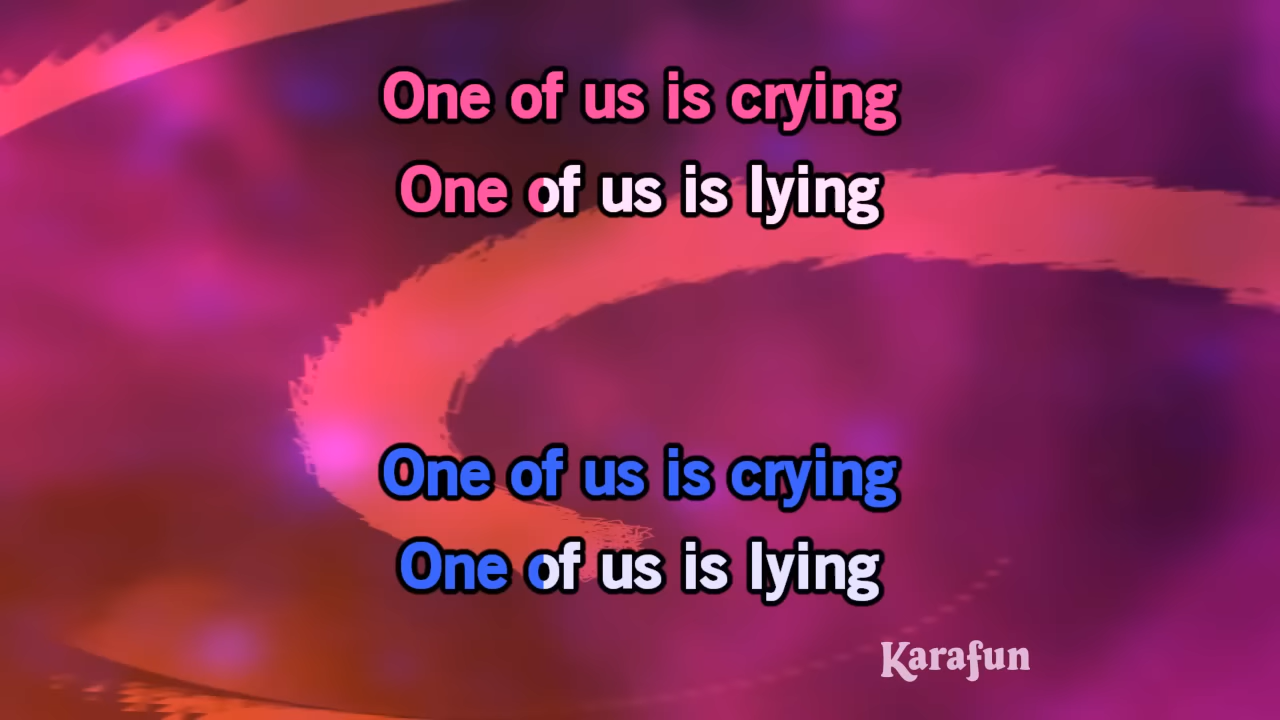 One of us is crying
One of us is lying
One of us is crying
One of us is lying
Karafun